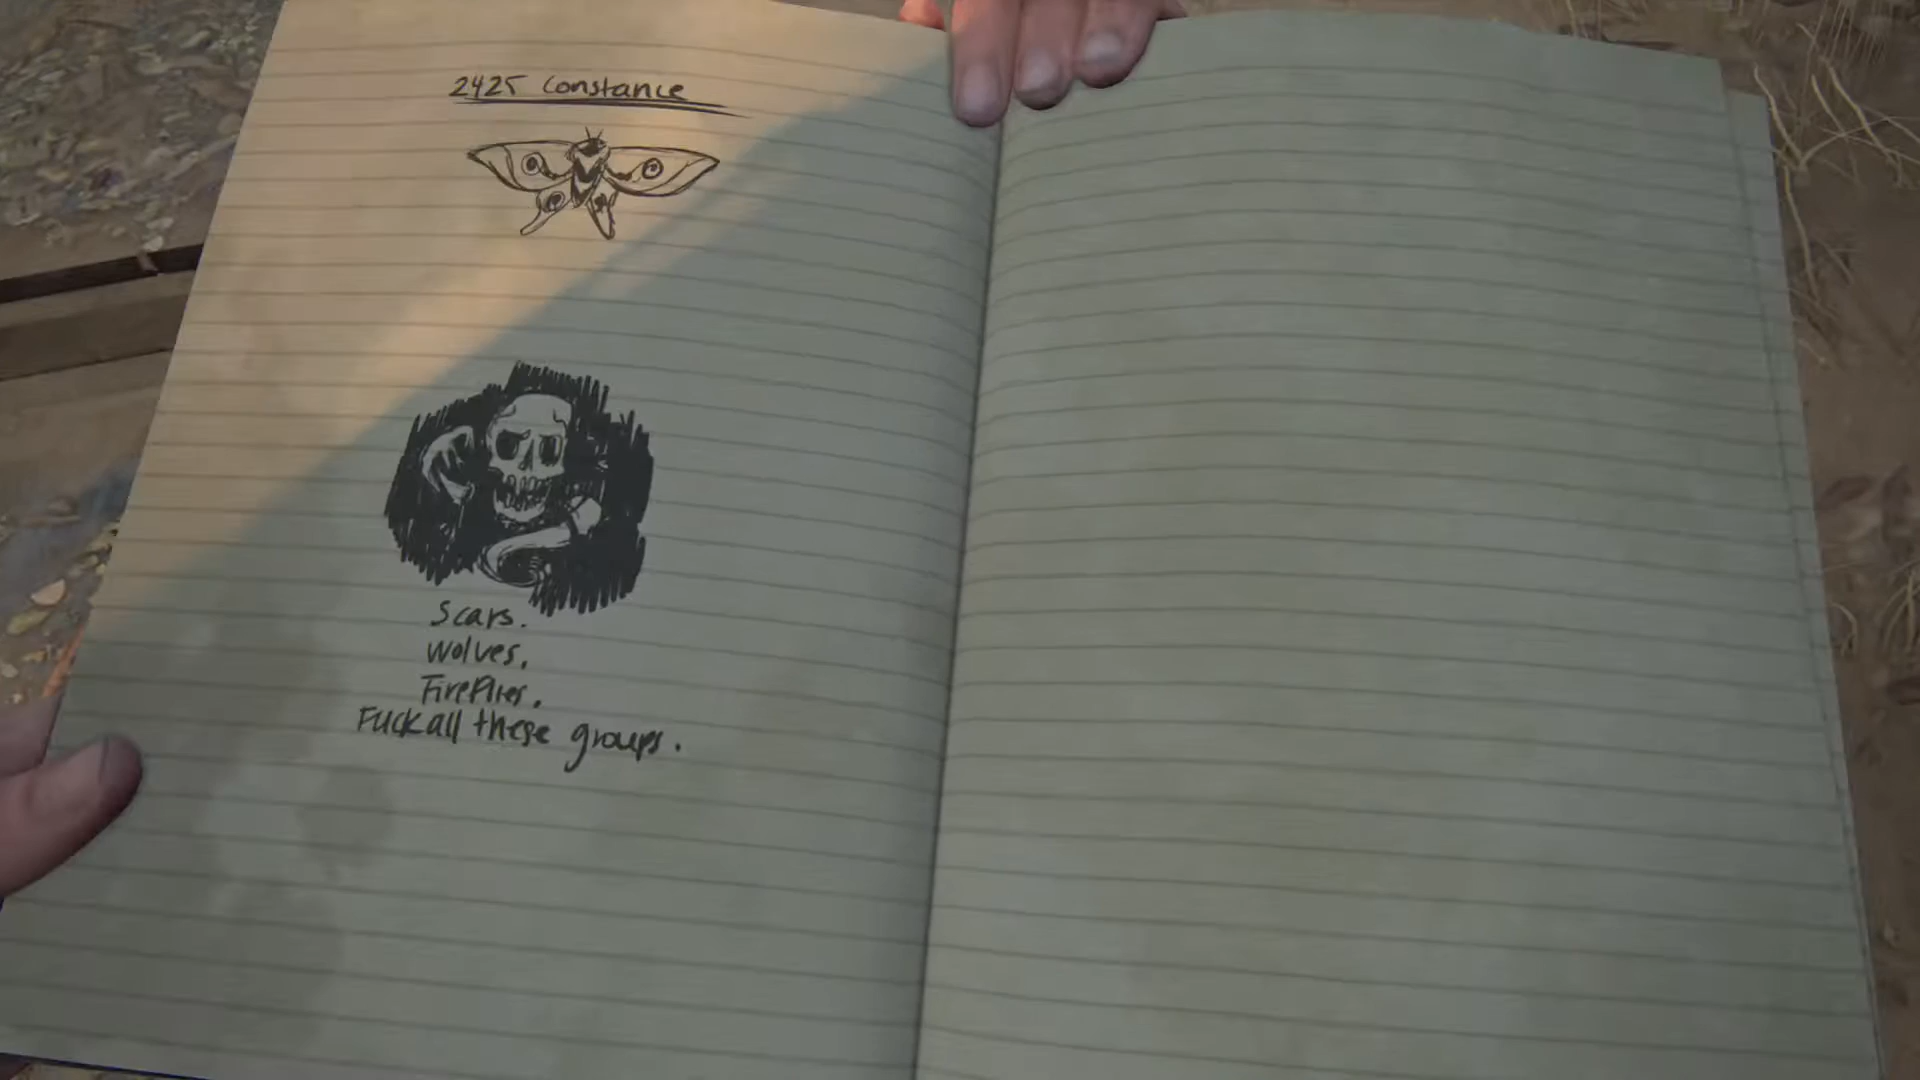 2425 Constance
Scars.
Wolves.
Fireflies.
Fuck all these groups.